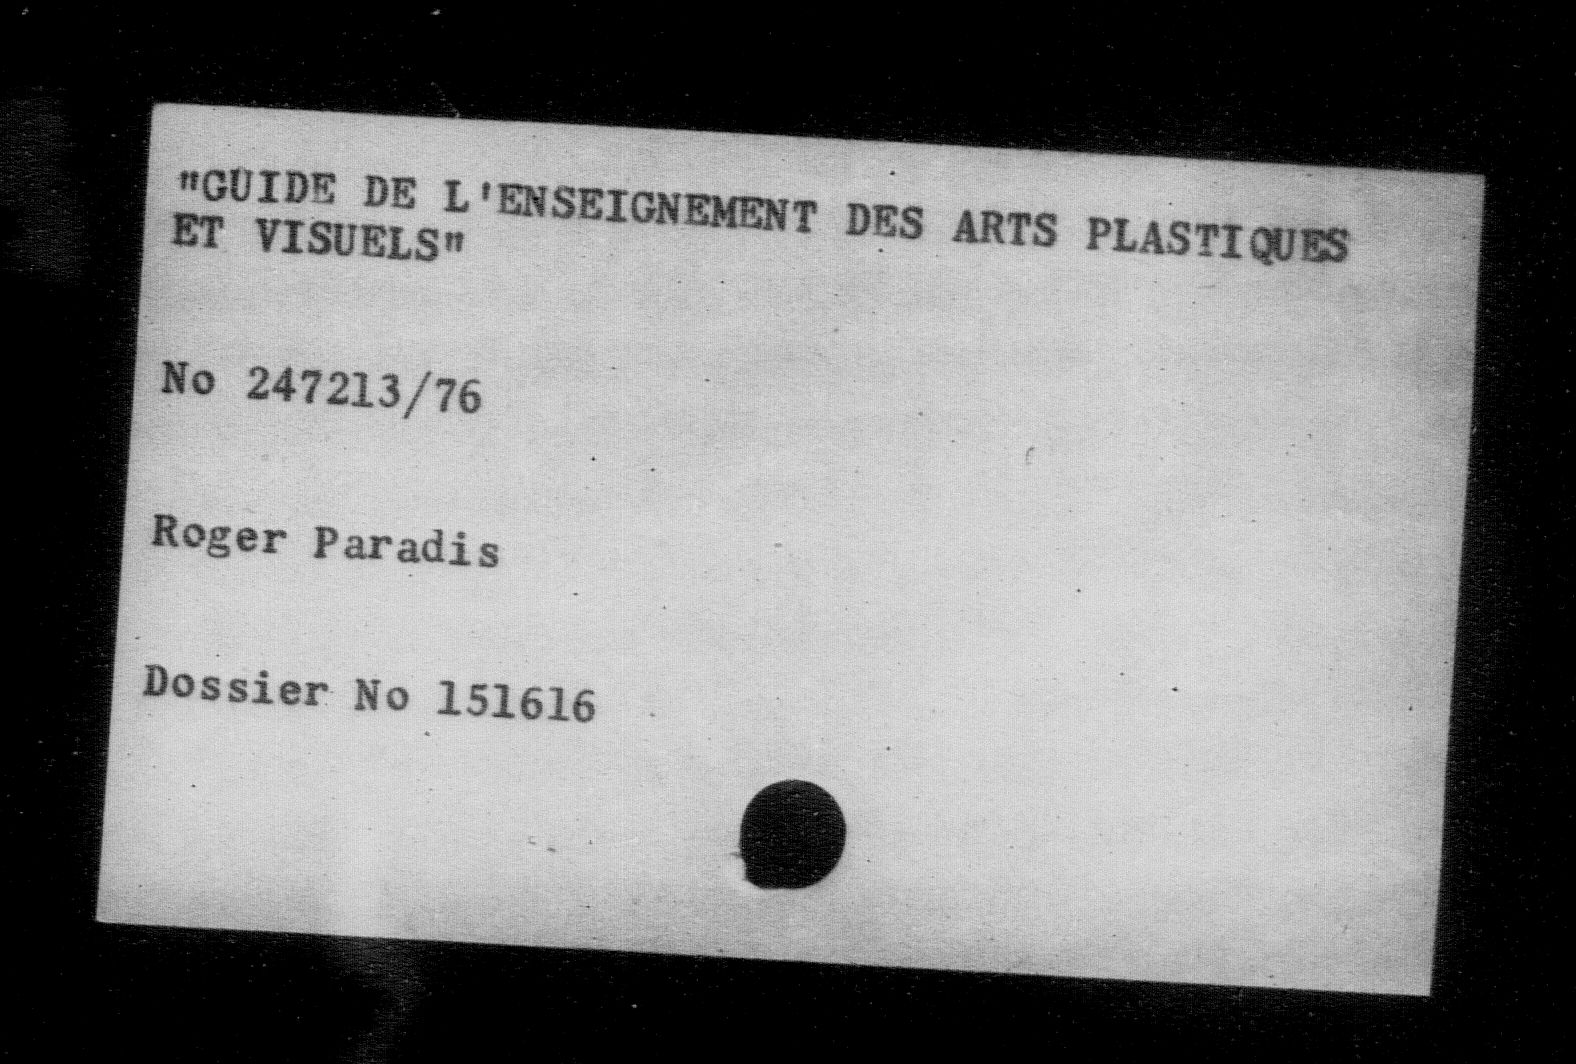 "GUIDE DE L'ENSEIGNEMENT DES ARTS PLASTIQUES
ET VISUELS"
No 247213/76
Roger Paradis
Dossier No 151616